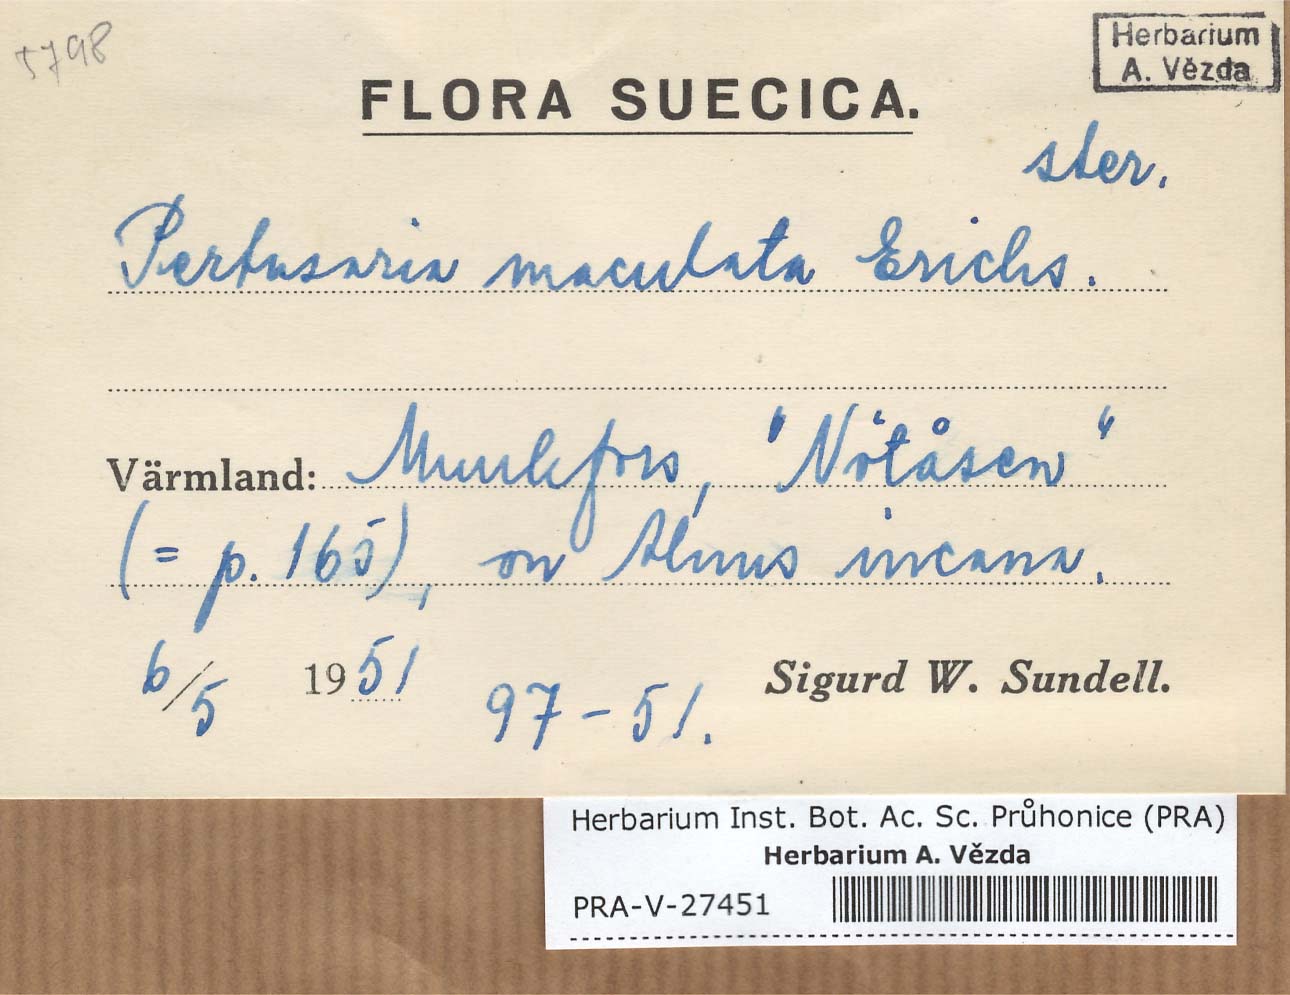 5798
Herbarium
A. Vězda
FLORA SUECICA.
ster.
Pertusaria maculata Erichs.
Värmland: Munkfors, "Nötåsen"
(= p. 165), on Alnus incana.
6/5 1951 97-51. Sigurd W. Sundell.
Herbarium Inst. Bot. Ac. Sc. Průhonice (PRA)
Herbarium A. Vězda
PRA-V-27451